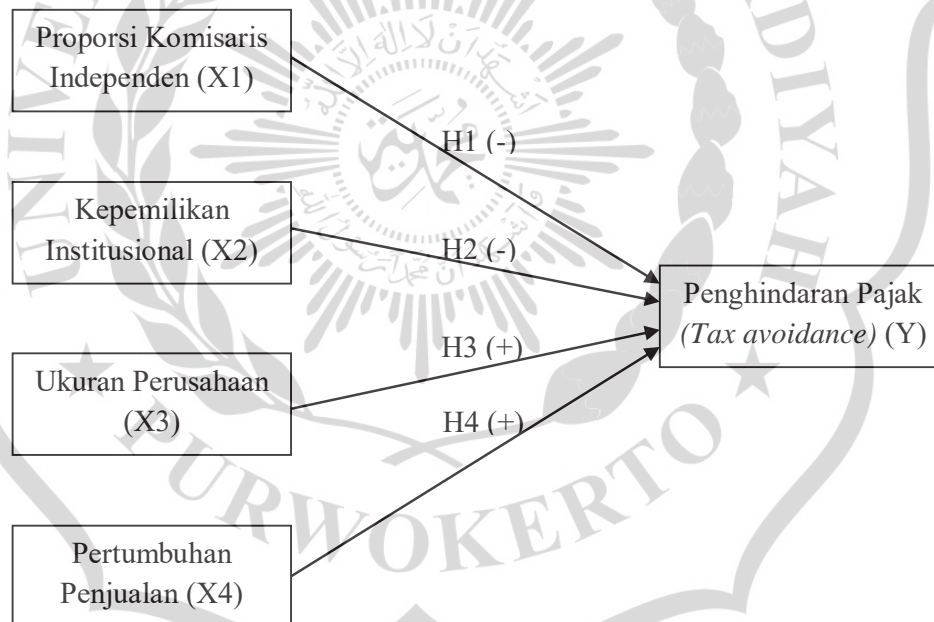 Proporsi Komisaris
Independen (X1)
H1 (-)
Kepemilikan
Institusional (X2)
H2 (-)
Penghindaran Pajak
(Tax avoidance) (Y)
H3 (+)
Ukuran Perusahaan
(X3)
H4 (+)
Pertumbuhan
Penjualan (X4)
PURWOKERTO